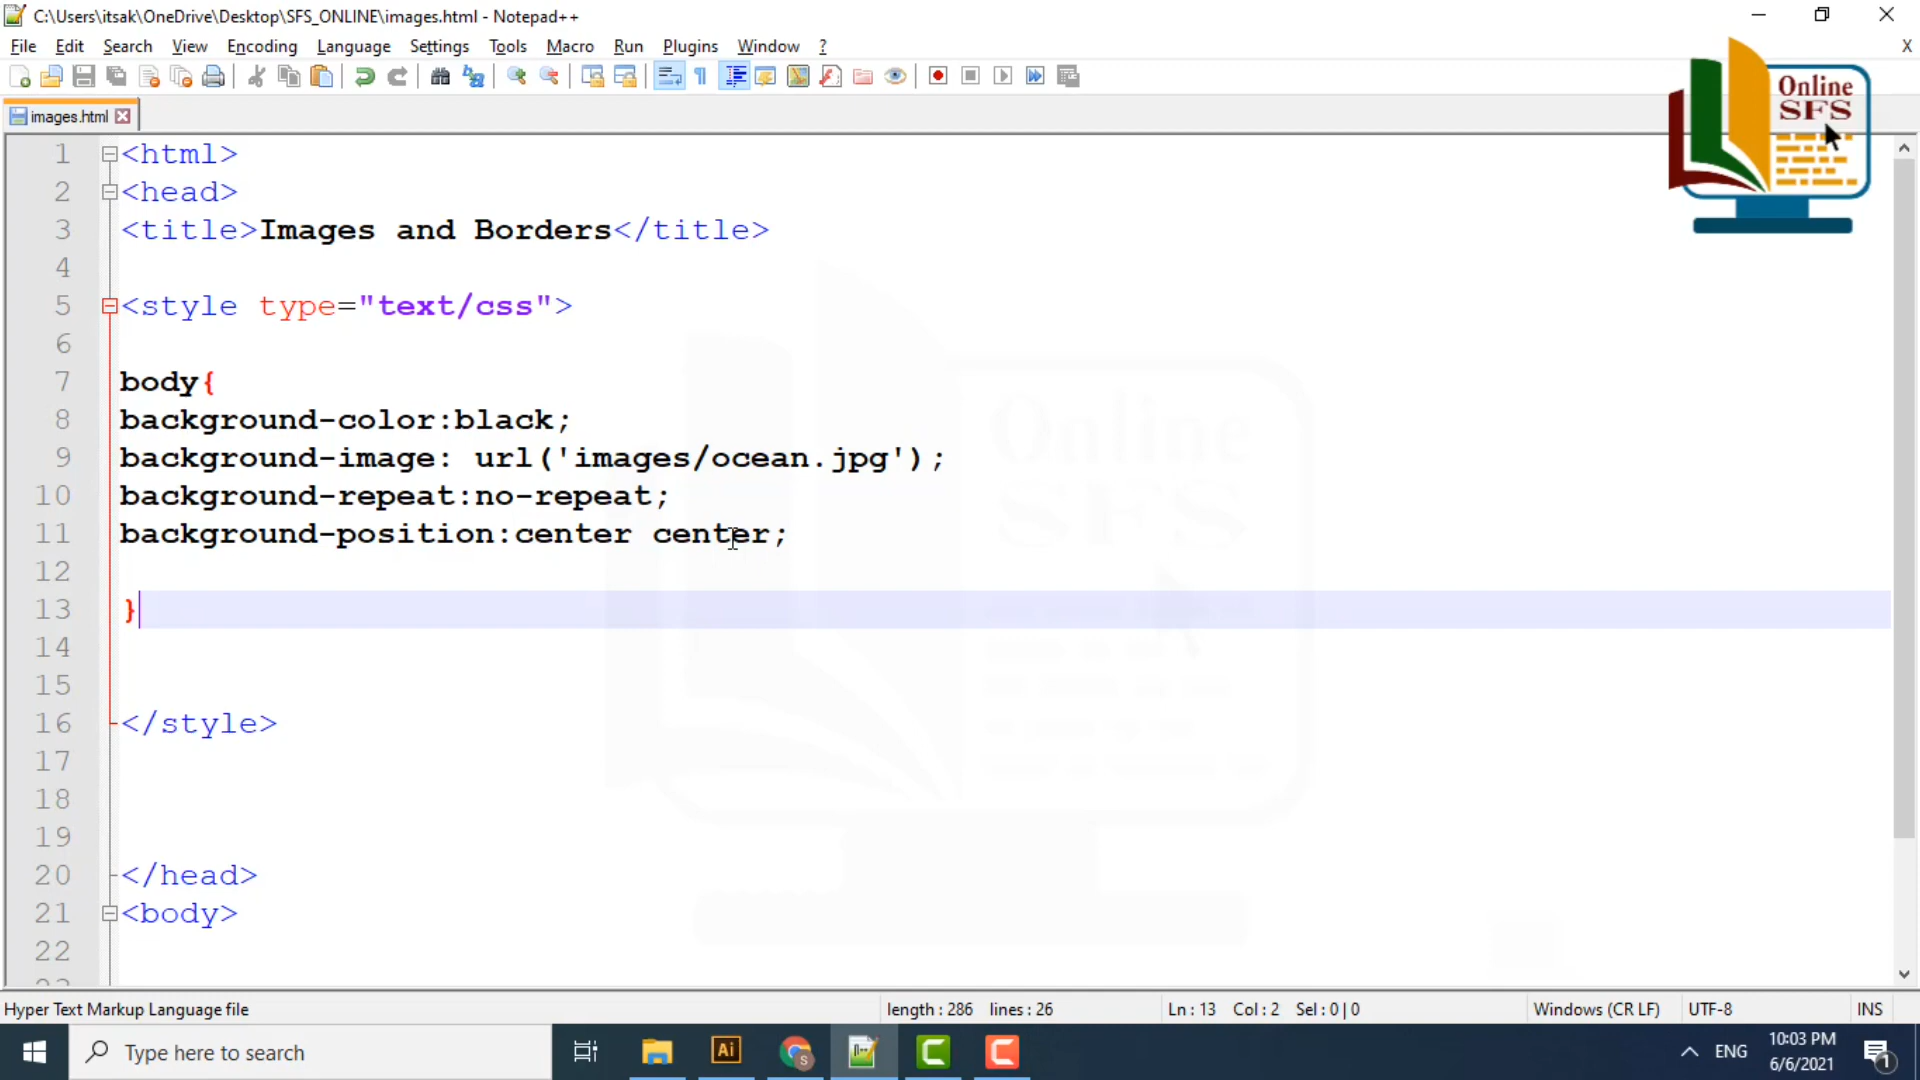 C:\Users\itsak\OneDrive\Desktop\SFS_ONLINE\images.html - Notepad++
File Edit Search View Encoding Language Settings Tools Macro Run Plugins Window ? X
images.html
Online
SFS
1 <html>
2 <head>
3 <title>Images and Borders</title>
4
5 <style type="text/css">
6
7 body{
8 background-color:black;
9 background-image: url('images/ocean.jpg');
10 background-repeat:no-repeat;
11 background-position:center center;
12
13 }
14
15
16 </style>
17
18
19
20 </head>
21 <body>
22
Online
SFS
Hyper Text Markup Language file length : 286 lines : 26 Ln : 13 Col : 2 Sel : 0 | 0 Windows (CR LF) UTF-8 INS
Type here to search
Ai
S
ENG
10:03 PM
6/6/2021
1